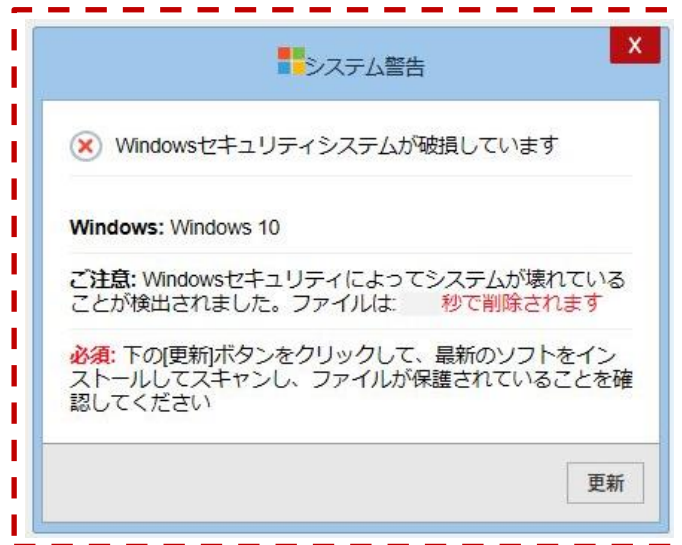 システム警告
X
Windowsセキュリティシステムが破損しています
Windows: Windows 10
ご注意: Windowsセキュリティによってシステムが壊れている
ことが検出されました。ファイルは: 秒で削除されます
必須: 下の[更新]ボタンをクリックして、最新のソフトをイン
ストールしてスキャンし、ファイルが保護されていることを確
認してください
更新